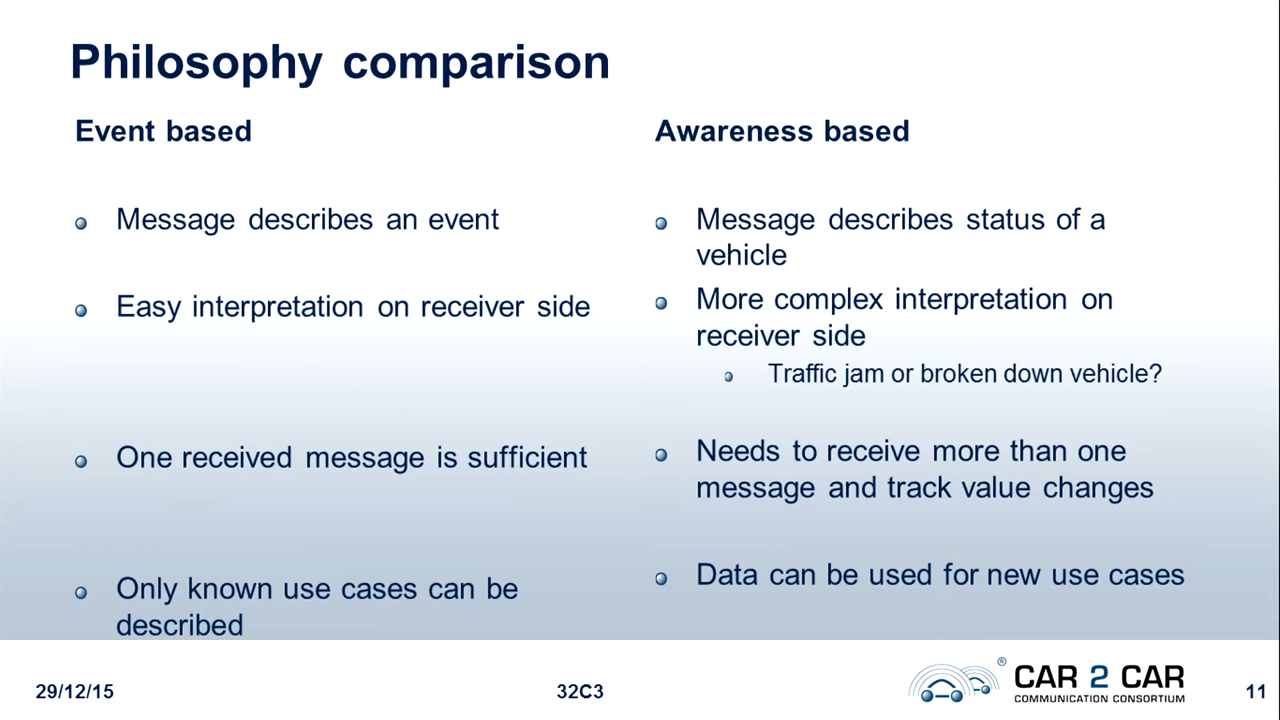 Philosophy comparison
Event based
Message describes an event
Easy interpretation on receiver side
One received message is sufficient
Only known use cases can be
described
Awareness based
Message describes status of a
vehicle
More complex interpretation on
receiver side
Traffic jam or broken down vehicle?
Needs to receive more than one
message and track value changes
Data can be used for new use cases
29/12/15
32C3
®
CAR 2 CAR
COMMUNICATION CONSORTIUM
11